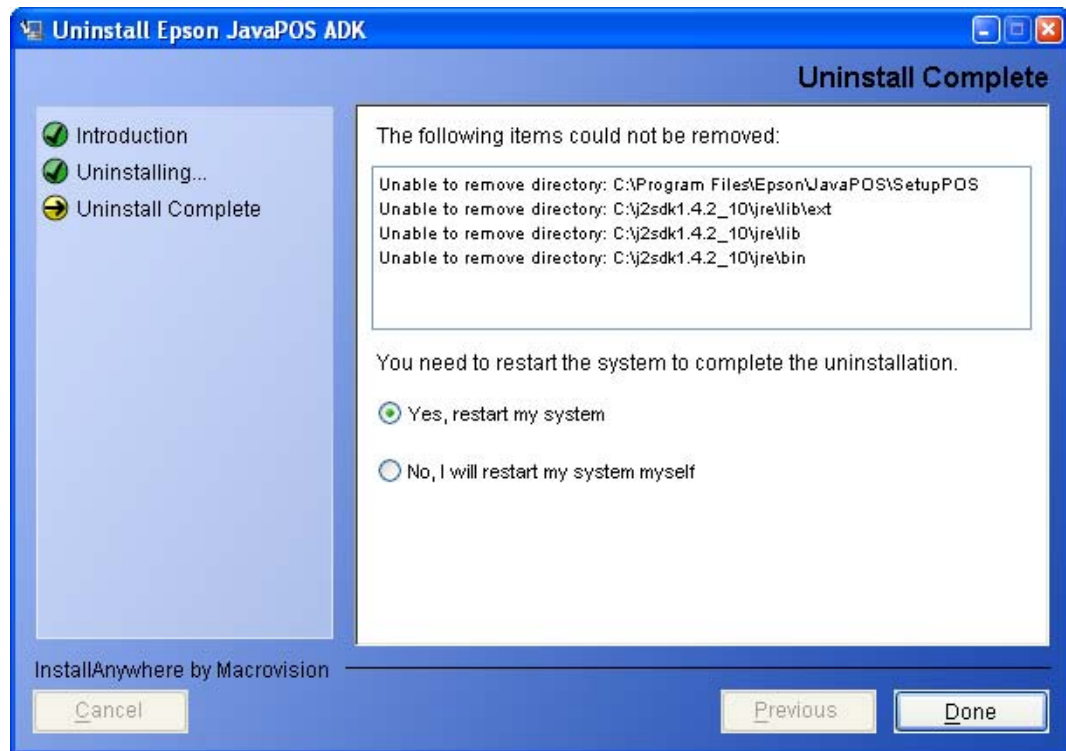 Uninstall Epson JavaPOS ADK
Uninstall Complete
Introduction
Uninstalling...
Uninstall Complete
The following items could not be removed:
Unable to remove directory: C:\Program Files\Epson\JavaPOS\SetupPOS
Unable to remove directory: C:\j2sdk1.4.2_10\jre\lib\ext
Unable to remove directory: C:\j2sdk1.4.2_10\jre\lib
Unable to remove directory: C:\j2sdk1.4.2_10\jre\bin
You need to restart the system to complete the uninstallation.
Yes, restart my system
No, I will restart my system myself
InstallAnywhere by Macrovision
Cancel
Previous
Done